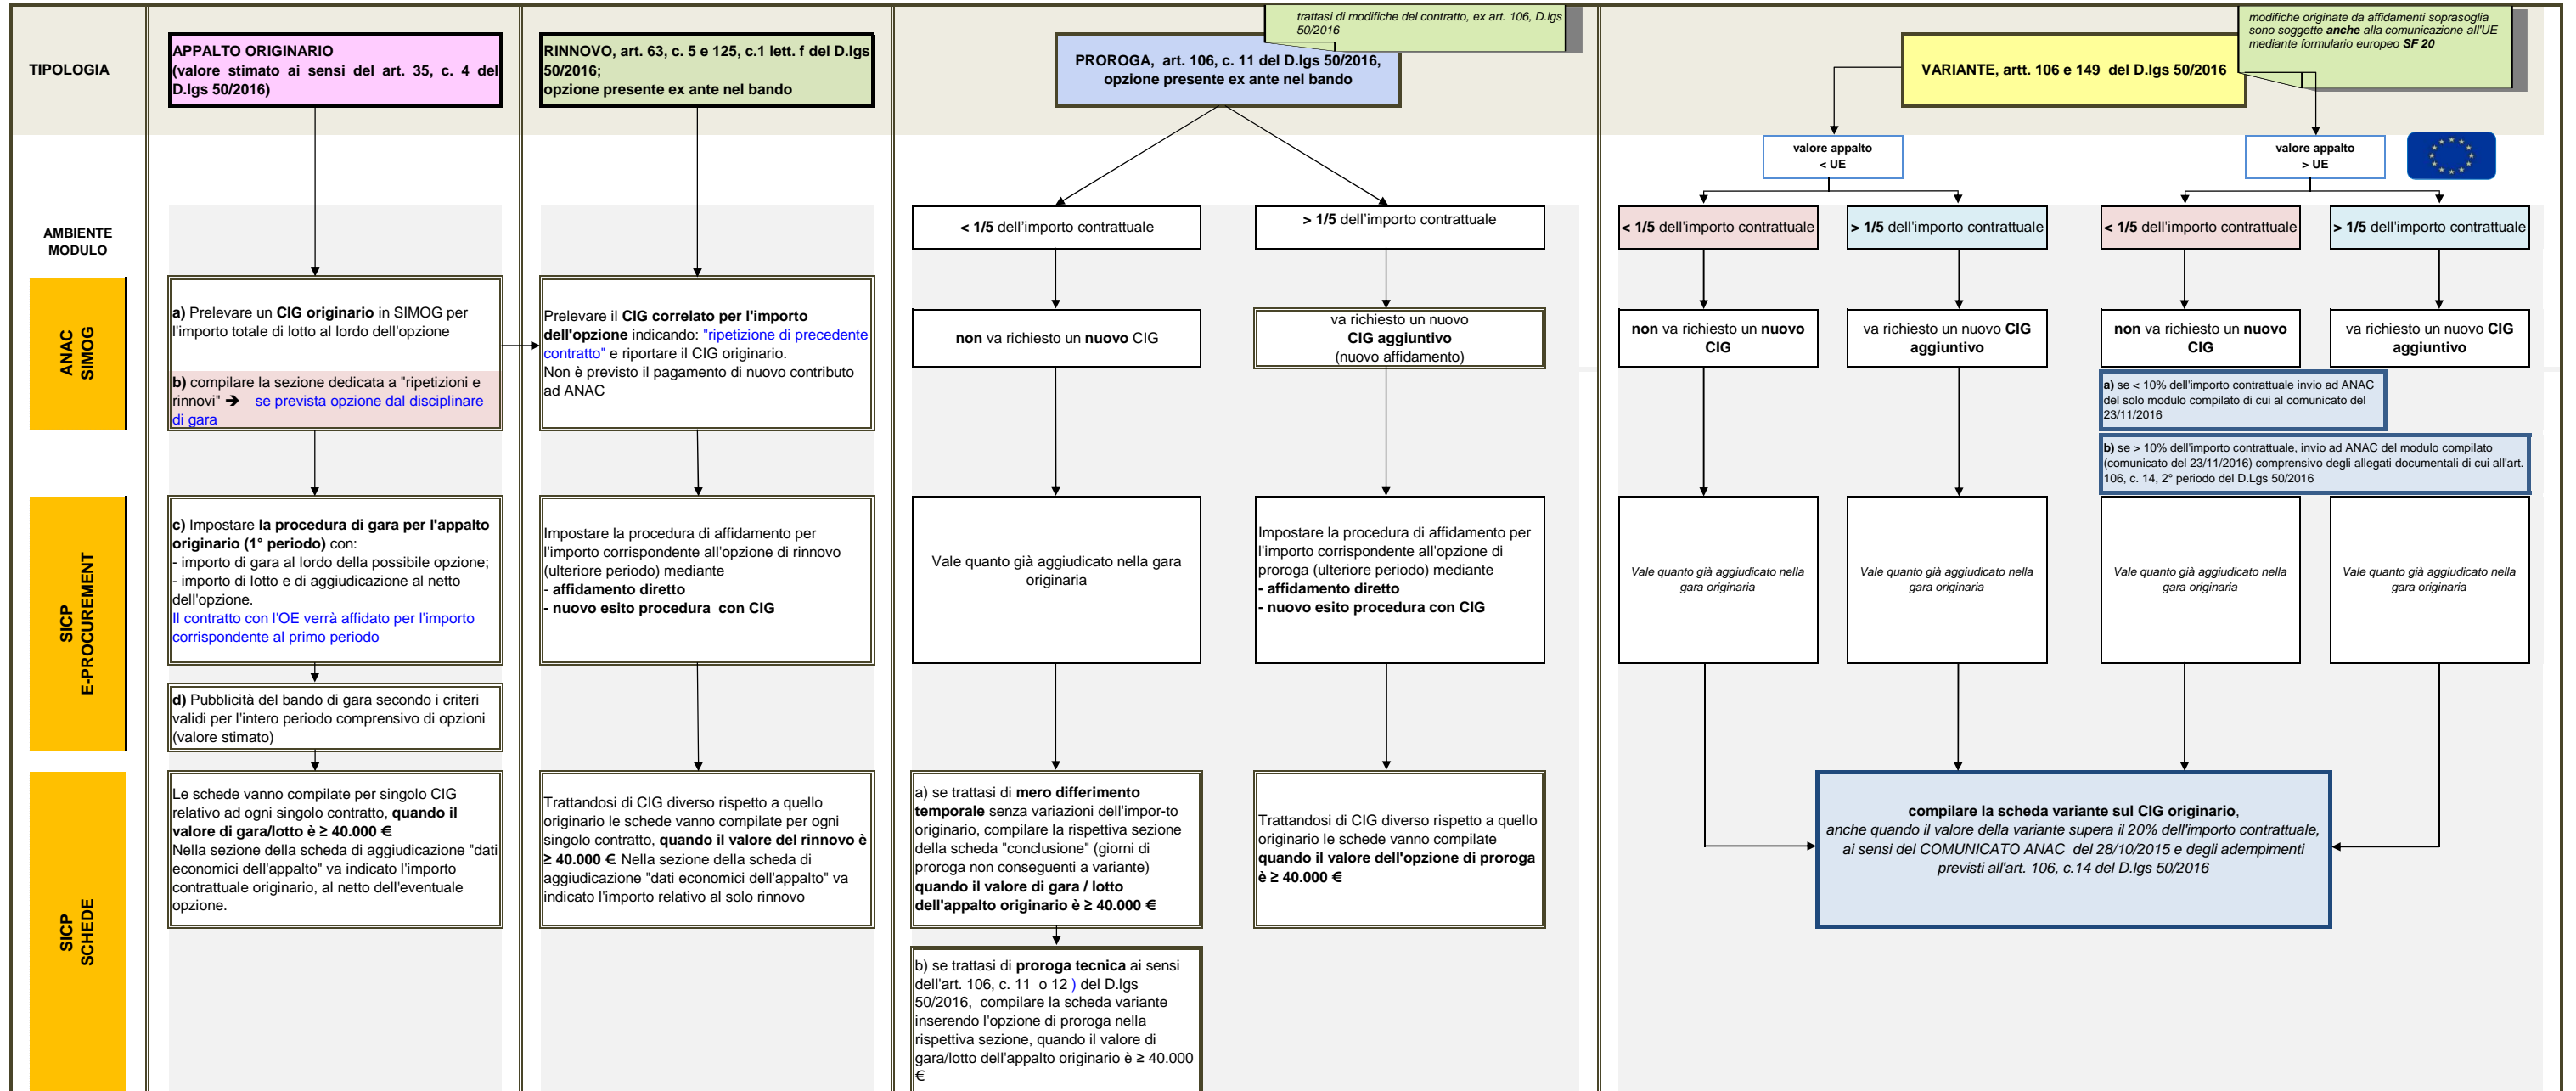 TIPOLOGIA
APPALTO ORIGINARIO
(valore stimato ai sensi del art. 35, c. 4 del
D.lgs 50/2016)
RINNOVO, art. 63, c. 5 e 125, c.1 lett. f del D.lgs
50/2016;
opzione presente ex ante nel bando
trattasi di modifiche del contratto, ex art. 106, D.lgs
50/2016
PROROGA, art. 106, c. 11 del D.lgs 50/2016,
opzione presente ex ante nel bando
modifiche originate da affidamenti soprasoglia
sono soggette anche alla comunicazione all'UE
mediante formulario europeo SF 20
VARIANTE, artt. 106 e 149 del D.lgs 50/2016
valore appalto
< UE
valore appalto
> UE
AMBIENTE
MODULO
< 1/5 dell'importo contrattuale
> 1/5 dell'importo contrattuale
< 1/5 dell'importo contrattuale
> 1/5 dell'importo contrattuale
< 1/5 dell'importo contrattuale
> 1/5 dell'importo contrattuale
ANAC
SIMOG
a) Prelevare un CIG originario in SIMOG per
l'importo totale di lotto al lordo dell'opzione
b) compilare la sezione dedicata a "ripetizioni e
rinnovi" ➔ se prevista opzione dal disciplinare
di gara
Prelevare il CIG correlato per l'importo
dell'opzione indicando: "ripetizione di precedente
contratto" e riportare il CIG originario.
Non è previsto il pagamento di nuovo contributo
ad ANAC
non va richiesto un nuovo CIG
va richiesto un nuovo
CIG aggiuntivo
(nuovo affidamento)
non va richiesto un nuovo
CIG
va richiesto un nuovo CIG
aggiuntivo
non va richiesto un nuovo
CIG
va richiesto un nuovo CIG
aggiuntivo
a) se < 10% dell'importo contrattuale invio ad ANAC
del solo modulo compilato di cui al comunicato del
23/11/2016
b) se > 10% dell'importo contrattuale, invio ad ANAC del modulo compilato
(comunicato del 23/11/2016) comprensivo degli allegati documentali di cui all'art.
106, c. 14, 2° periodo del D.Lgs 50/2016
SICP
E-PROCUREMENT
c) Impostare la procedura di gara per l'appalto
originario (1° periodo) con:
- importo di gara al lordo della possibile opzione;
- importo di lotto e di aggiudicazione al netto
dell'opzione.
Il contratto con l'OE verrà affidato per l'importo
corrispondente al primo periodo
d) Pubblicità del bando di gara secondo i criteri
validi per l'intero periodo comprensivo di opzioni
(valore stimato)
Impostare la procedura di affidamento per
l'importo corrispondente all'opzione di rinnovo
(ulteriore periodo) mediante
- affidamento diretto
- nuovo esito procedura con CIG
Vale quanto già aggiudicato nella gara
originaria
Impostare la procedura di affidamento per
l'importo corrispondente all'opzione di
proroga (ulteriore periodo) mediante
- affidamento diretto
- nuovo esito procedura con CIG
Vale quanto già aggiudicato nella
gara originaria
Vale quanto già aggiudicato nella
gara originaria
Vale quanto già aggiudicato nella
gara originaria
Vale quanto già aggiudicato nella
gara originaria
SICP
SCHEDE
Le schede vanno compilate per singolo CIG
relativo ad ogni singolo contratto, quando il
valore di gara/lotto è ≥ 40.000 €
Nella sezione della scheda di aggiudicazione "dati
economici dell'appalto" va indicato l'importo
contrattuale originario, al netto dell'eventuale
opzione.
Trattandosi di CIG diverso rispetto a quello
originario le schede vanno compilate per ogni
singolo contratto, quando il valore del rinnovo è
≥ 40.000 € Nella sezione della scheda di
aggiudicazione "dati economici dell'appalto" va
indicato l'importo relativo al solo rinnovo
a) se trattasi di mero differimento
temporale senza variazioni dell'impor-to
originario, compilare la rispettiva sezione
della scheda "conclusione" (giorni di
proroga non conseguenti a variante)
quando il valore di gara / lotto
dell'appalto originario è ≥ 40.000 €
b) se trattasi di proroga tecnica ai sensi
dell'art. 106, c. 11 o 12 ) del D.lgs
50/2016, compilare la scheda variante
inserendo l'opzione di proroga nella
rispettiva sezione, quando il valore di
gara/lotto dell'appalto originario è ≥ 40.000
€
Trattandosi di CIG diverso rispetto a quello
originario le schede vanno compilate
quando il valore dell'opzione di proroga
è ≥ 40.000 €
compilare la scheda variante sul CIG originario,
anche quando il valore della variante supera il 20% dell'importo contrattuale,
ai sensi del COMUNICATO ANAC del 28/10/2015 e degli adempimenti
previsti all'art. 106, c.14 del D.lgs 50/2016